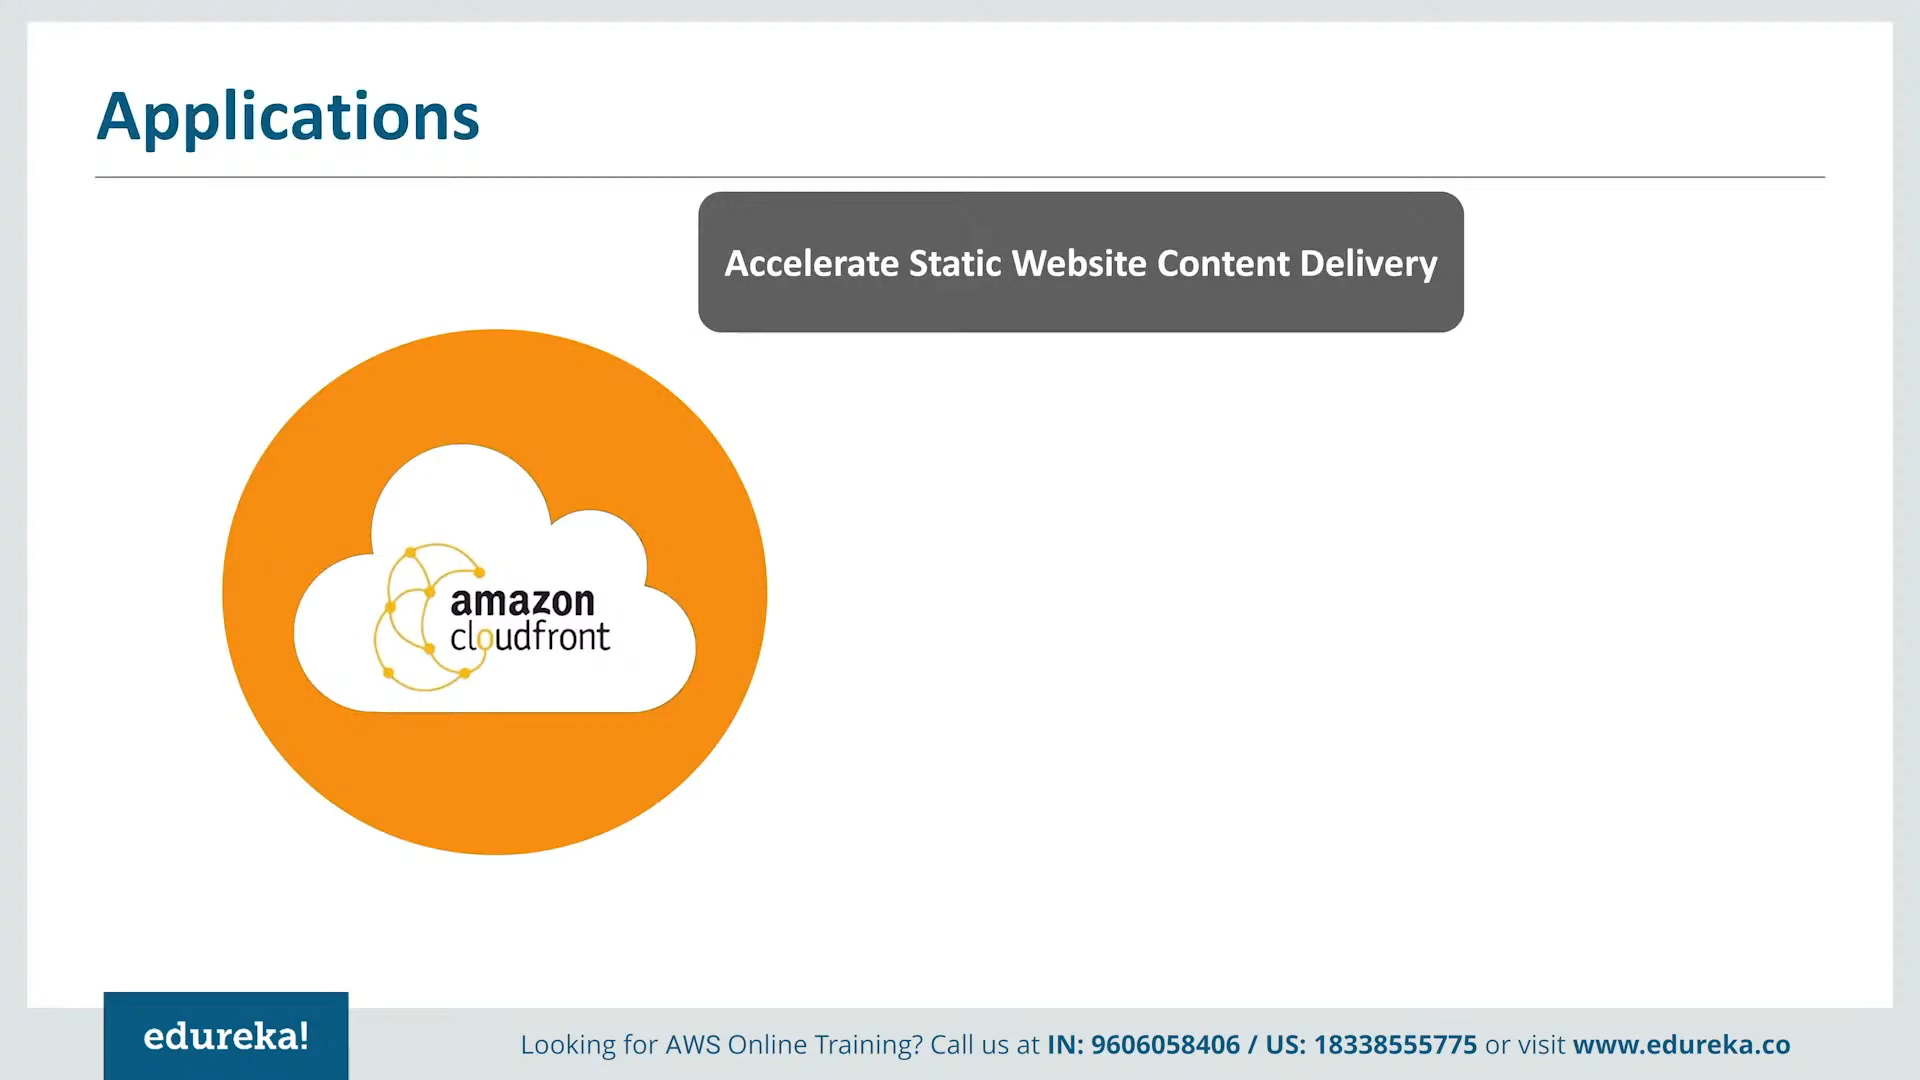 Applications
Accelerate Static Website Content Delivery
amazon
cloudfront
edureka!
Looking for AWS Online Training? Call us at IN: 9606058406 / US: 18338555775 or visit www.edureka.co